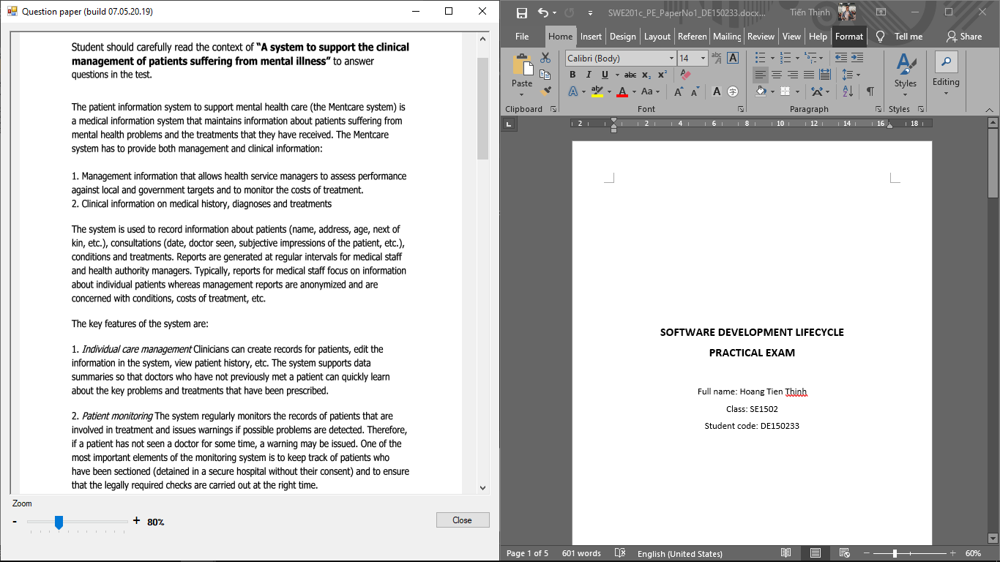 Question paper (build 07.05.20.19)
Student should carefully read the context of “A system to support the clinical
management of patients suffering from mental illness” to answer
questions in the test.
The patient information system to support mental health care (the Mentcare system) is
a medical information system that maintains information about patients suffering from
mental health problems and the treatments that they have received. The Mentcare
system has to provide both management and clinical information:
1. Management information that allows health service managers to assess performance
against local and government targets and to monitor the costs of treatment.
2. Clinical information on medical history, diagnoses and treatments
The system is used to record information about patients (name, address, age, next of
kin, etc.), consultations (date, doctor seen, subjective impressions of the patient, etc.),
conditions and treatments. Reports are generated at regular intervals for medical staff
and health authority managers. Typically, reports for medical staff focus on information
about individual patients whereas management reports are anonymized and are
concerned with conditions, costs of treatment, etc.
The key features of the system are:
1. Individual care management Clinicians can create records for patients, edit the
information in the system, view patient history, etc. The system supports data
summaries so that doctors who have not previously met a patient can quickly learn
about the key problems and treatments that have been prescribed.
2. Patient monitoring The system regularly monitors the records of patients that are
involved in treatment and issues warnings if possible problems are detected. Therefore,
if a patient has not seen a doctor for some time, a warning may be issued. One of the
most important elements of the monitoring system is to keep track of patients who
have been sectioned (detained in a secure hospital without their consent) and to ensure
that the legally required checks are carried out at the right time.
Zoom
- + 80%
Close
SWE201c_PE_PaperNo1_DE150233.docx... Tiến Thịnh
File Home Insert Design Layout Referen Mailing Review View Help Format Tell me Share
Paste
Calibri (Body) 14
B I U abc x₂ x² 
A aby A Aa A A A 字
Styles
Editing
Clipboard Font Paragraph Styles
2 2 4 6 8 10 12 14 16 18
SOFTWARE DEVELOPMENT LIFECYCLE
PRACTICAL EXAM
Full name: Hoang Tien Thinh
Class: SE1502
Student code: DE150233
Page 1 of 5 601 words English (United States) - + 60%